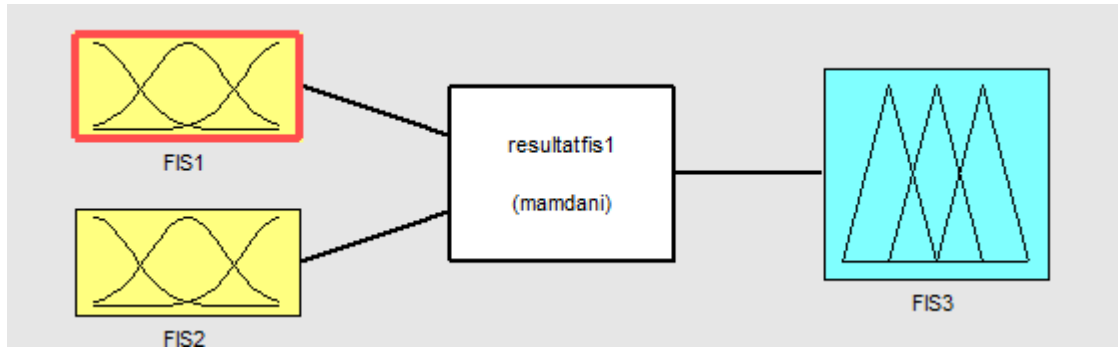 FIS1
resultatfis1
(mamdani)
FIS3
FIS2